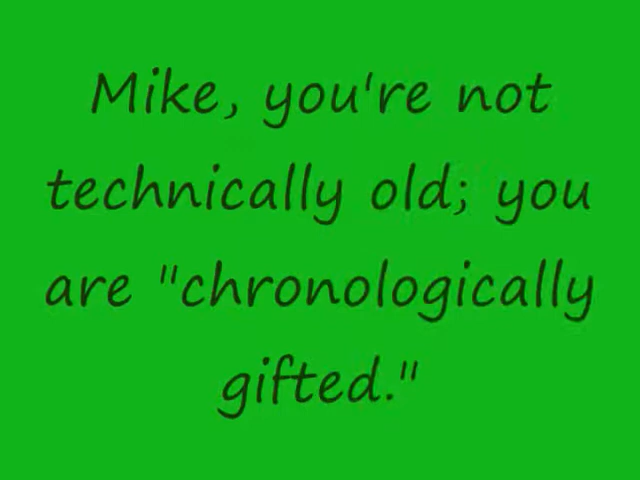 Mike, you're not
technically old; you
are "chronologically
gifted."